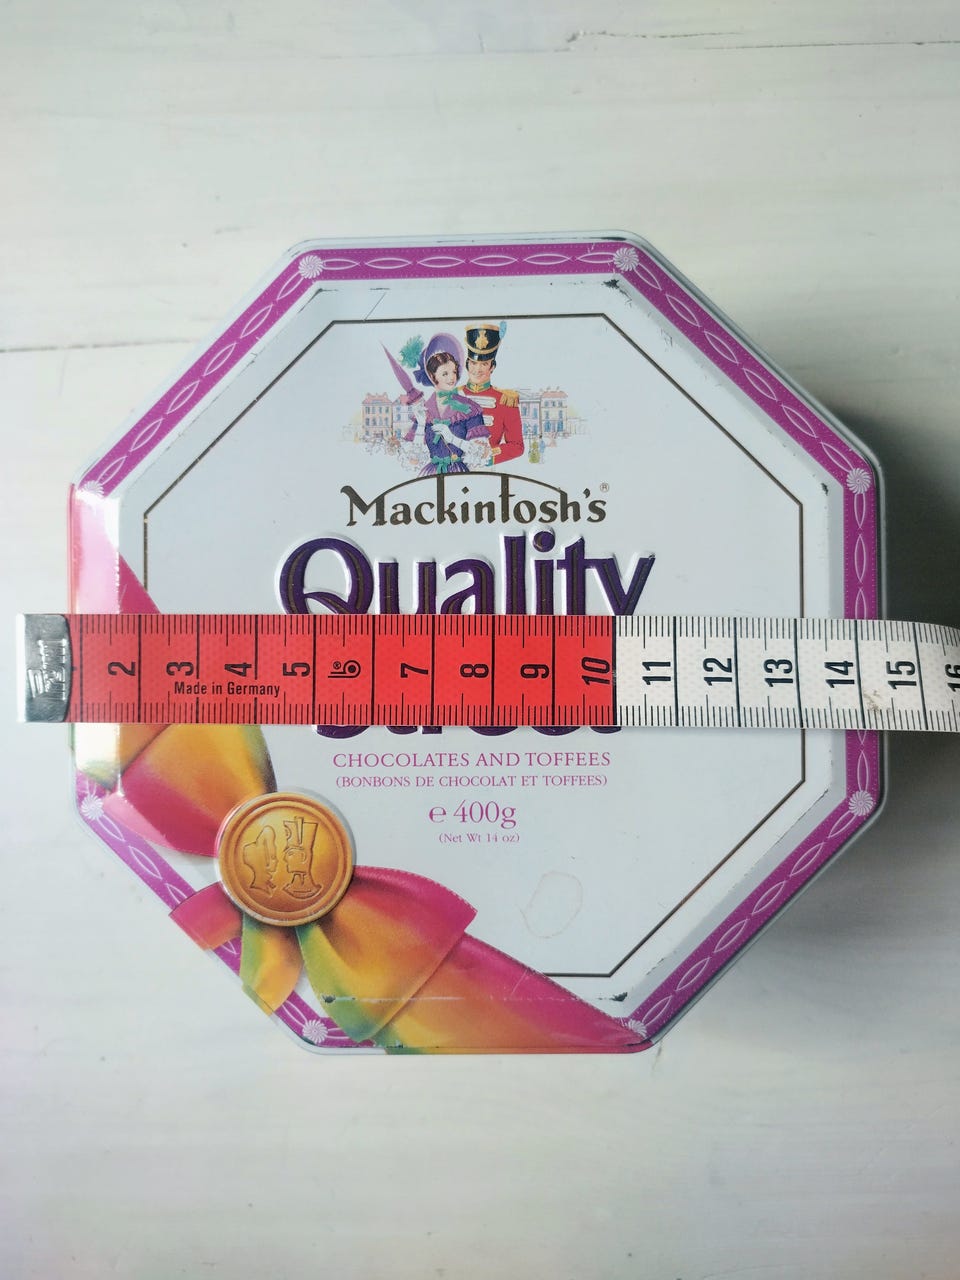 Mackintosh's®
Quality
2 3 4 5 7 8 9 10 11 12 13 14 15 16
Made in Germany
CHOCOLATES AND TOFFEES
(BONBONS DE CHOCOLAT ET TOFFEES)
℮ 400g
(Net Wt 14 oz)